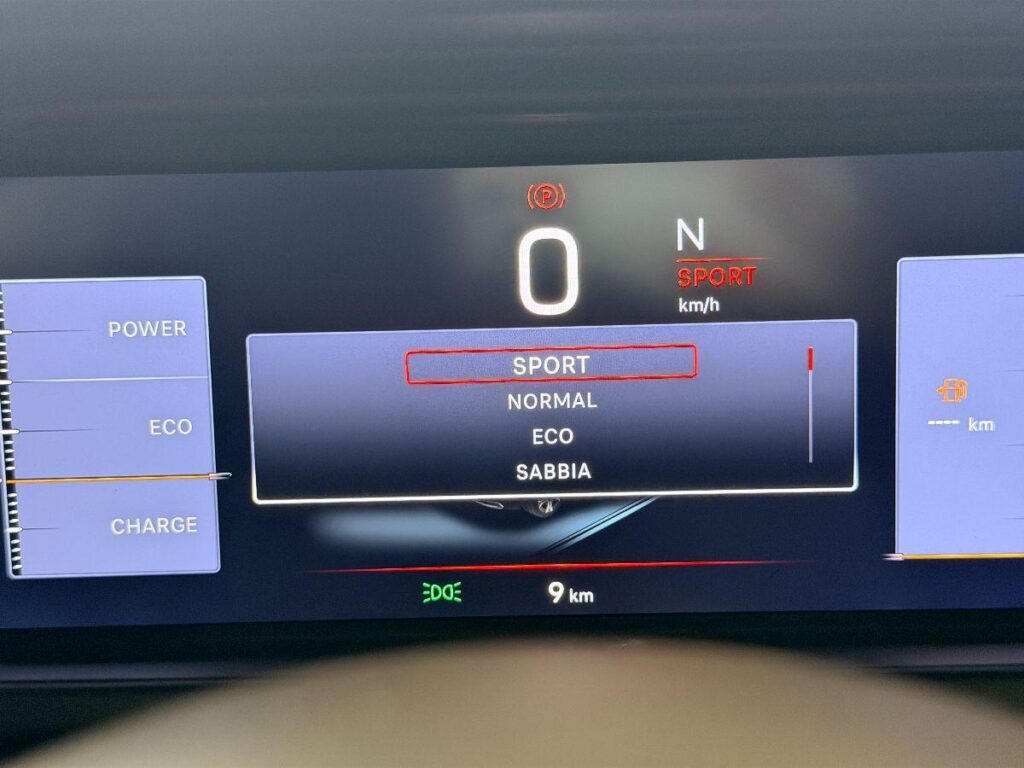 P
0
N
SPORT
km/h
POWER
ECO
CHARGE
SPORT
NORMAL
ECO
SABBIA
---- km
9 km